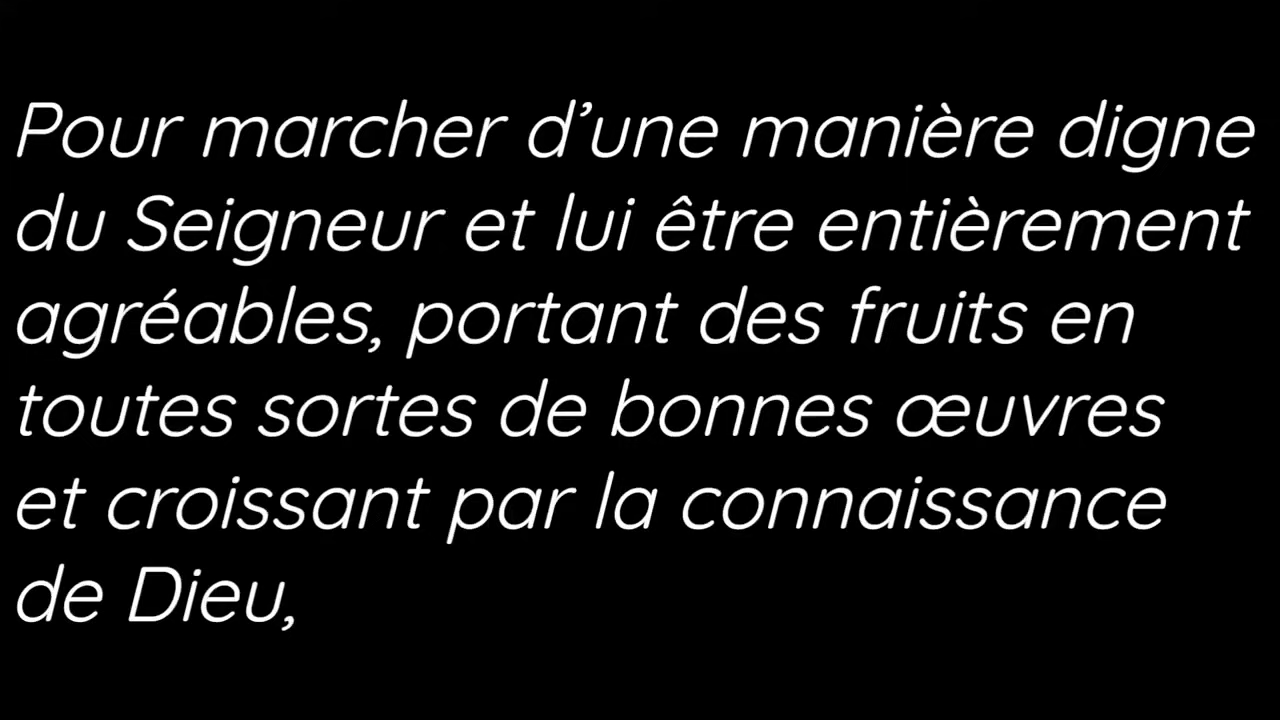 Pour marcher d’une manière digne
du Seigneur et lui être entièrement
agréables, portant des fruits en
toutes sortes de bonnes œuvres
et croissant par la connaissance
de Dieu,